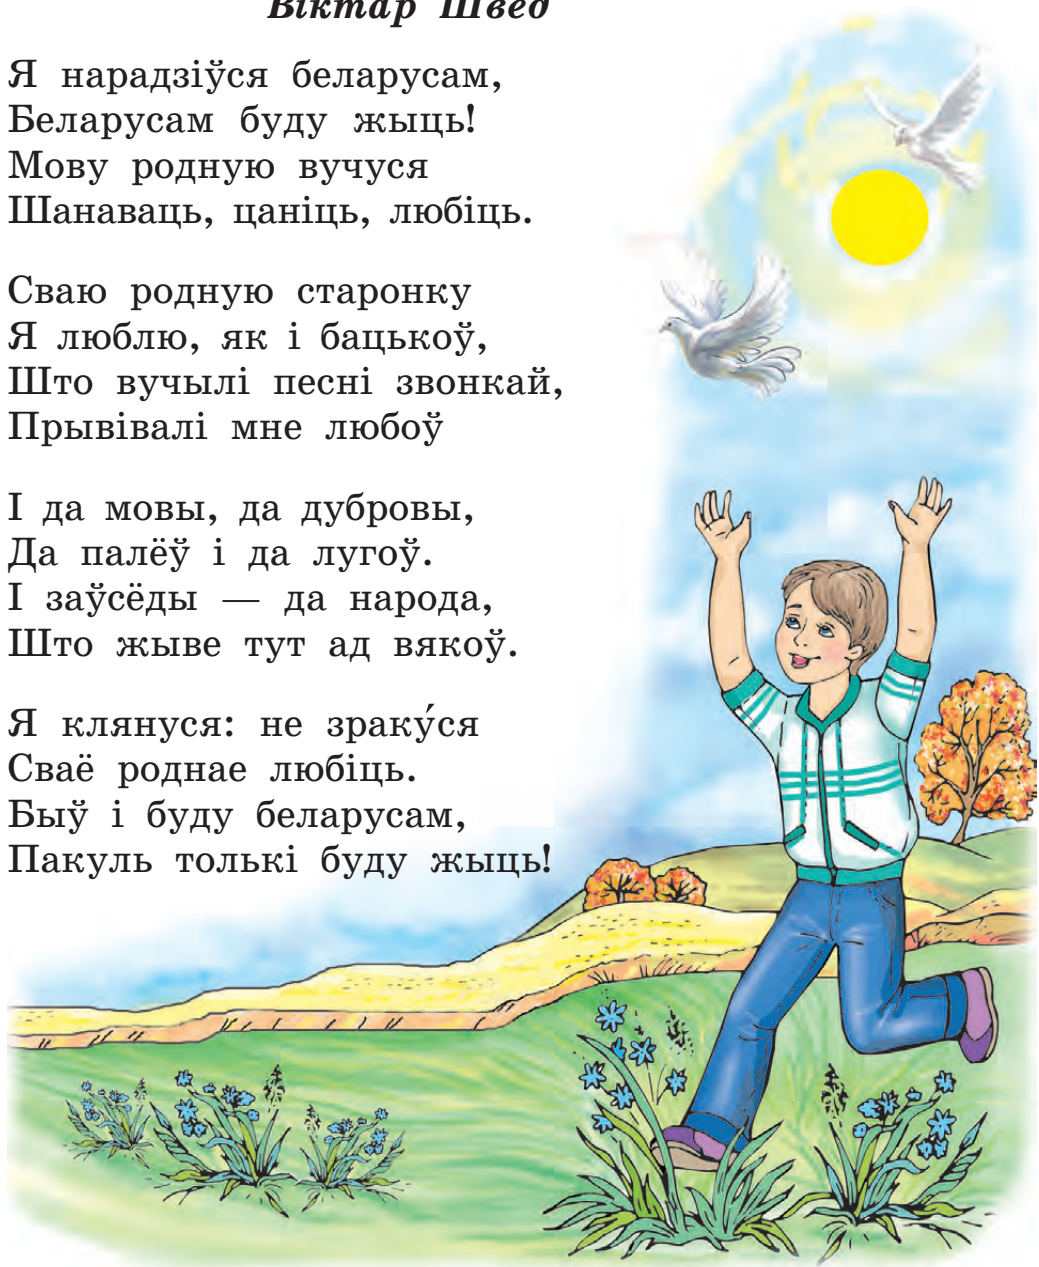 Віктар Швед
Я нарадзіўся беларусам,
Беларусам буду жыць!
Мову родную вучуся
Шанаваць, цаніць, любіць.
Сваю родную старонку
Я люблю, як і бацькоў,
Што вучылі песні звонкай,
Прывівалі мне любоў
І да мовы, да дубровы,
Да палёў і да лугоў.
І заўсёды — да народа,
Што жыве тут ад вякоў.
Я клянуся: не зраку́ся
Сваё роднае любіць.
Быў і буду беларусам,
Пакуль толькі буду жыць!